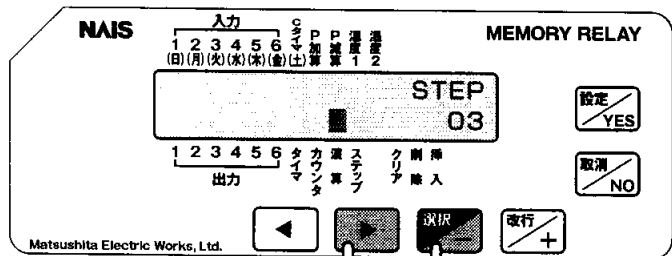 NAIS
MEMORY RELAY
入力
1 2 3 4 5 6 Cタイマ P加算 P減算 温度1 温度2
(日) (月) (火) (水) (木) (金) (土)
STEP
03
1 2 3 4 5 6 タイマ カウンタ 演算 ステップ クリア 削除 挿入
出力
設定/YES
取消/NO
◀ ▶ 選択/− 改行/+
Matsushita Electric Works, Ltd.